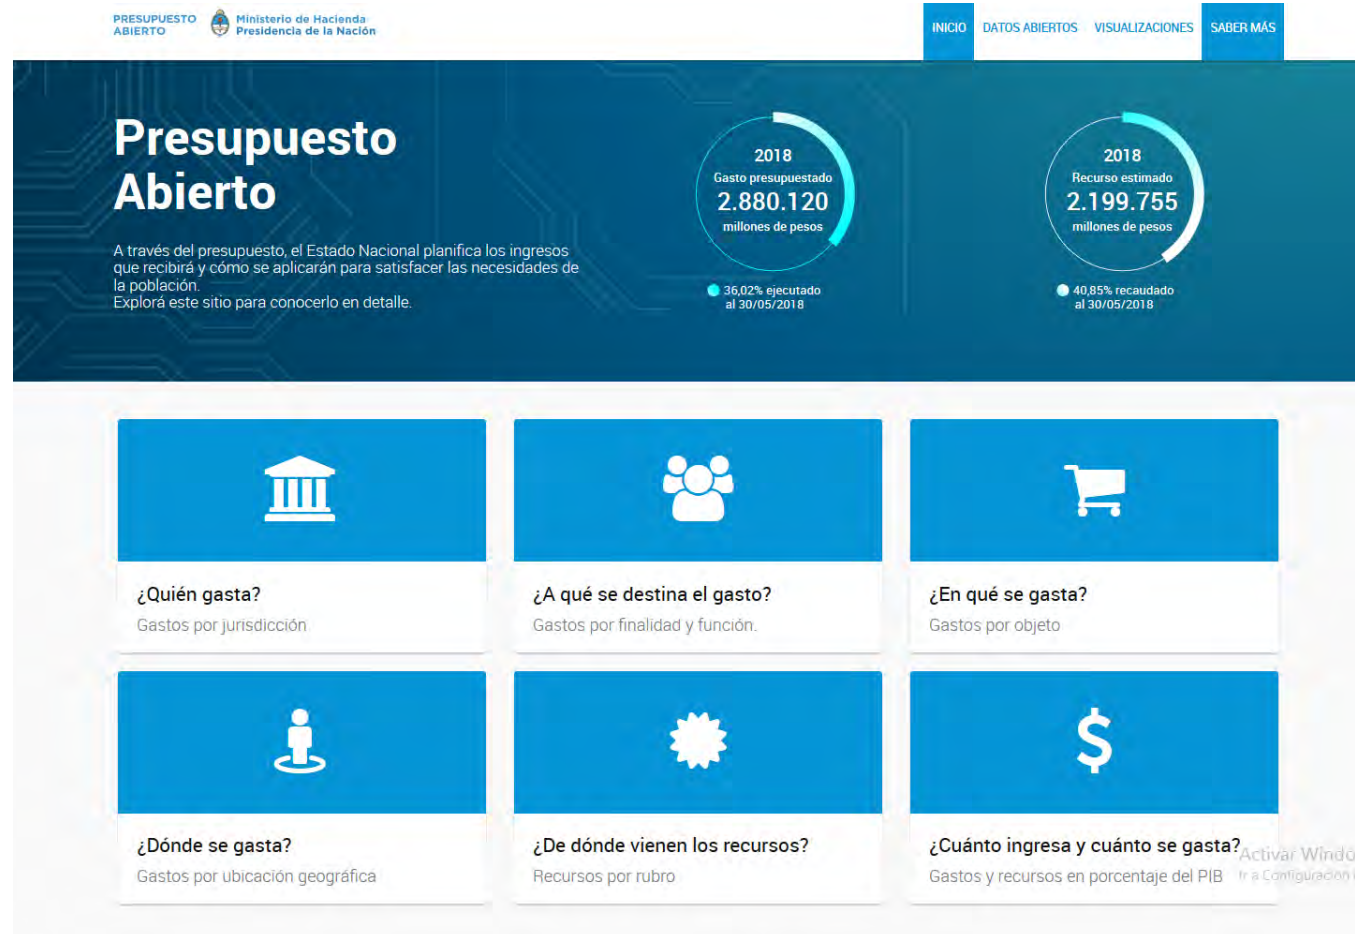 PRESUPUESTO
ABIERTO
Ministerio de Hacienda
Presidencia de la Nación
INICIO
DATOS ABIERTOS
VISUALIZACIONES
SABER MÁS
Presupuesto
Abierto
A través del presupuesto, el Estado Nacional planifica los ingresos
que recibirá y cómo se aplicarán para satisfacer las necesidades de
la población.
Explorá este sitio para conocerlo en detalle.
2018
Gasto presupuestado
2.880.120
millones de pesos
36,02% ejecutado
al 30/05/2018
2018
Recurso estimado
2.199.755
millones de pesos
40,85% recaudado
al 30/05/2018
¿Quién gasta?
Gastos por jurisdicción
¿A qué se destina el gasto?
Gastos por finalidad y función.
¿En qué se gasta?
Gastos por objeto
¿Dónde se gasta?
Gastos por ubicación geográfica
¿De dónde vienen los recursos?
Recursos por rubro
$
¿Cuánto ingresa y cuánto se gasta?
Gastos y recursos en porcentaje del PIB
Activar Windo
Ir a Configuración